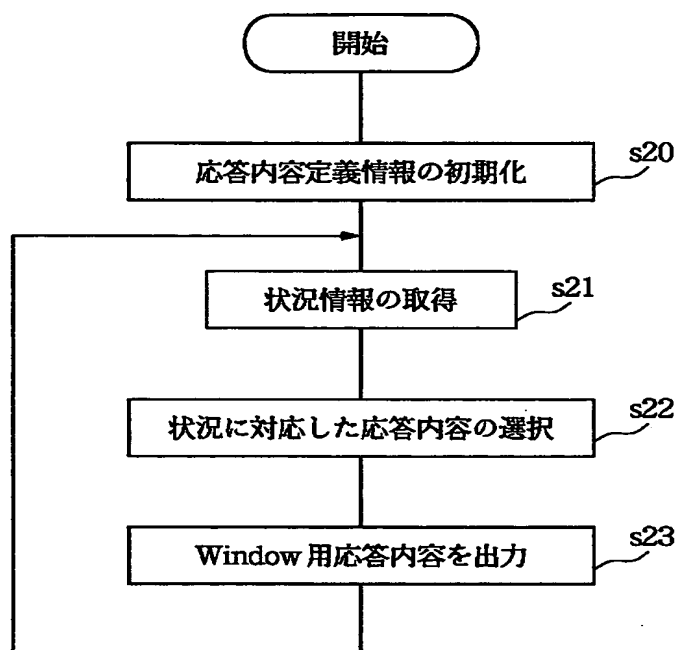 開始
応答内容定義情報の初期化
s20
状況情報の取得
s21
状況に対応した応答内容の選択
s22
Window用応答内容を出力
s23